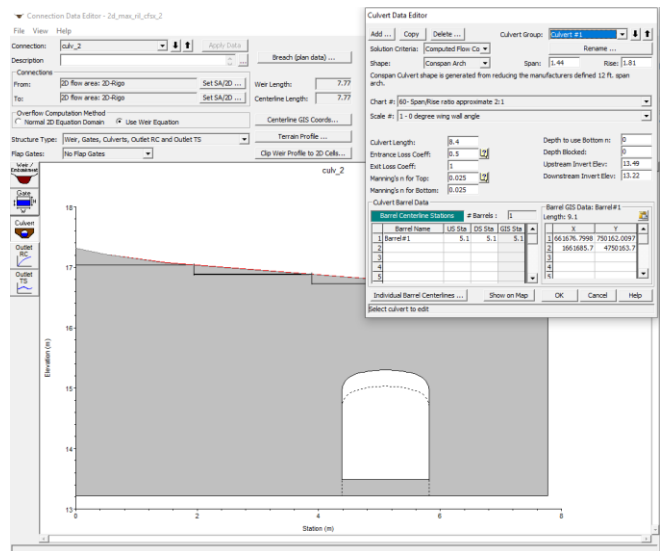 Connection Data Editor - 2d_max_ril_cfsr_2
File View Help
Connection: culv_2 Apply Data
Description ... Breach (plan data) ...
Connections
From: 2D flow area: 2D-Rigo Set SA/2D ... Weir Length: 7.77
To: 2D flow area: 2D-Rigo Set SA/2D ... Centerline Length: 7.77
Overflow Computation Method
Normal 2D Equation Domain Use Weir Equation Centerline GIS Coords...
Structure Type: Weir, Gates, Culverts, Outlet RC and Outlet TS Terrain Profile ...
Flap Gates: No Flap Gates Clip Weir Profile to 2D Cells...
Weir / Embankment
Gate
Culvert
Outlet RC
Outlet TS
culv_2
18
17
16
15
14
13
0 2 4 6 8
Elevation (m)
Station (m)
Culvert Data Editor
Add ... Copy Delete ... Culvert Group: Culvert #1
Solution Criteria: Computed Flow Co Rename ...
Shape: Conspan Arch Span: 1.44 Rise: 1.81
Conspan Culvert shape is generated from reducing the manufacturers defined 12 ft. span
arch.
Chart #: 60- Span/Rise ratio approximate 2:1
Scale #: 1 - 0 degree wing wall angle
Culvert Length: 8.4 Depth to use Bottom n: 0
Entrance Loss Coeff: 0.5 Depth Blocked: 0
Exit Loss Coeff: 1 Upstream Invert Elev: 13.49
Manning's n for Top: 0.025 Downstream Invert Elev: 13.22
Manning's n for Bottom: 0.025
Culvert Barrel Data
Barrel Centerline Stations # Barrels : 1
Barrel Name US Sta DS Sta GIS Sta
1 Barrel#1 5.1 5.1 5.1
2
3
4
5
Barrel GIS Data: Barrel#1
Length: 9.1
X Y
1 661676.7998 750162.0097
2 1661685.7 4750163.7
3
4
5
Individual Barrel Centerlines ... Show on Map OK Cancel Help
Select culvert to edit